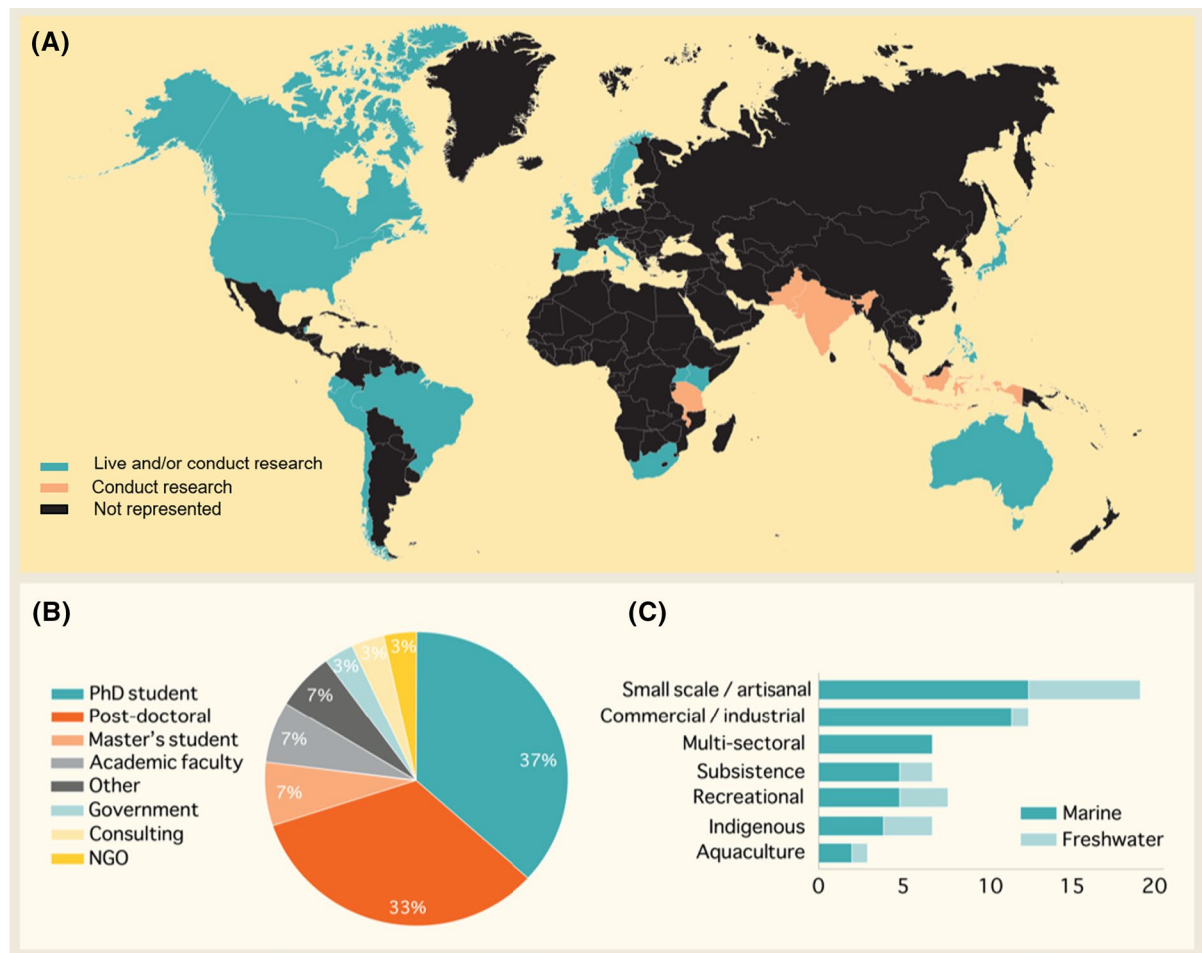 (A)
Live and/or conduct research
Conduct research
Not represented
(B)
PhD student
Post-doctoral
Master's student
Academic faculty
Other
Government
Consulting
NGO
3%
3%
3%
7%
7%
7%
37%
33%
(C)
Small scale / artisanal
Commercial / industrial
Multi-sectoral
Subsistence
Recreational
Indigenous
Aquaculture
Marine
Freshwater
0 5 10 15 20